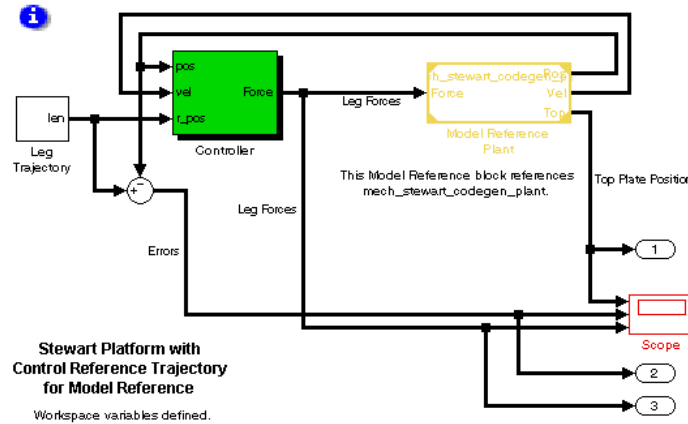 i
pos
vel
r_pos
Force
Controller
len
Leg
Trajectory
Leg Forces
h_stewart_codegen_
Force
Pos
Vel
Top
Model Reference
Plant
This Model Reference block references
mech_stewart_codegen_plant.
Top Plate Position
Leg Forces
Errors
1
Scope
2
3
Stewart Platform with
Control Reference Trajectory
for Model Reference
Workspace variables defined.